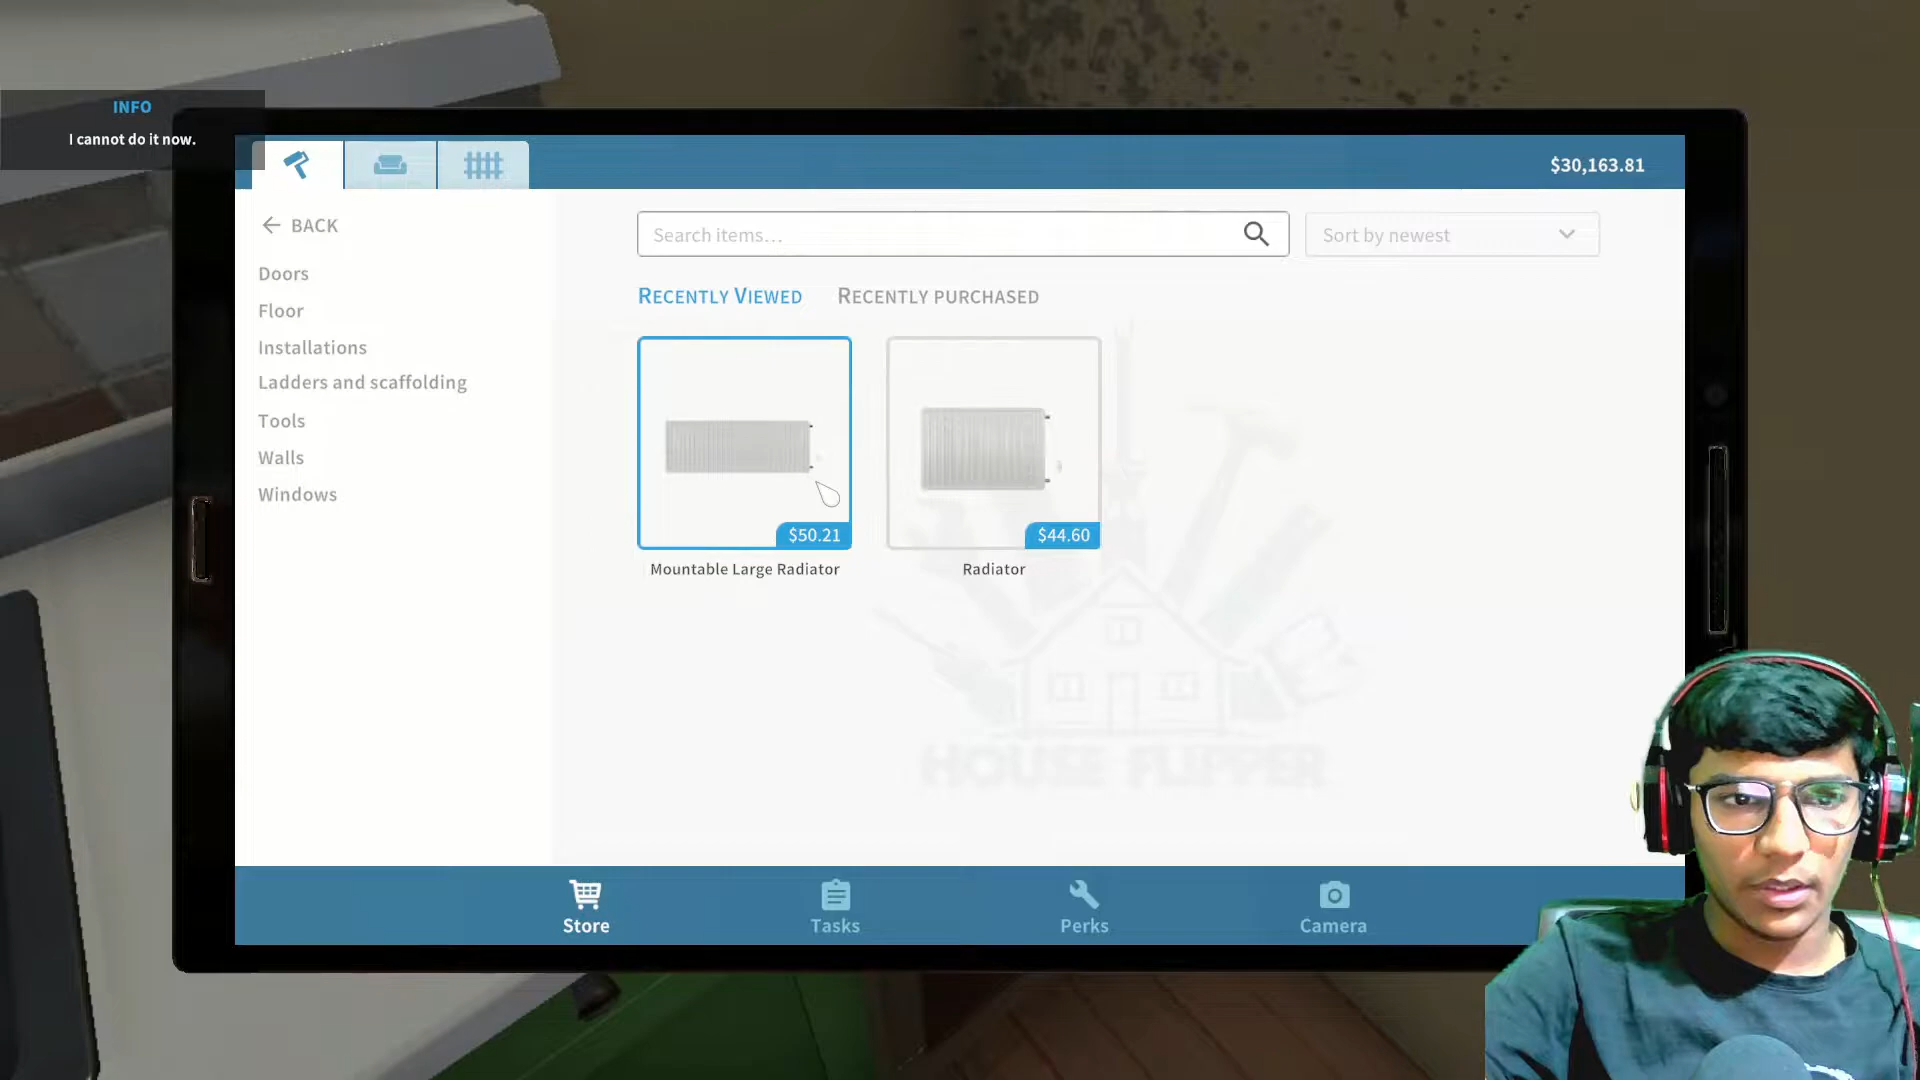 INFO
I cannot do it now.
$30,163.81
BACK
Search items...
Sort by newest
Doors
Floor
Installations
Ladders and scaffolding
Tools
Walls
Windows
RECENTLY VIEWED
RECENTLY PURCHASED
$50.21
$44.60
Mountable Large Radiator
Radiator
HOUSE FLIPPER
Store
Tasks
Perks
Camera